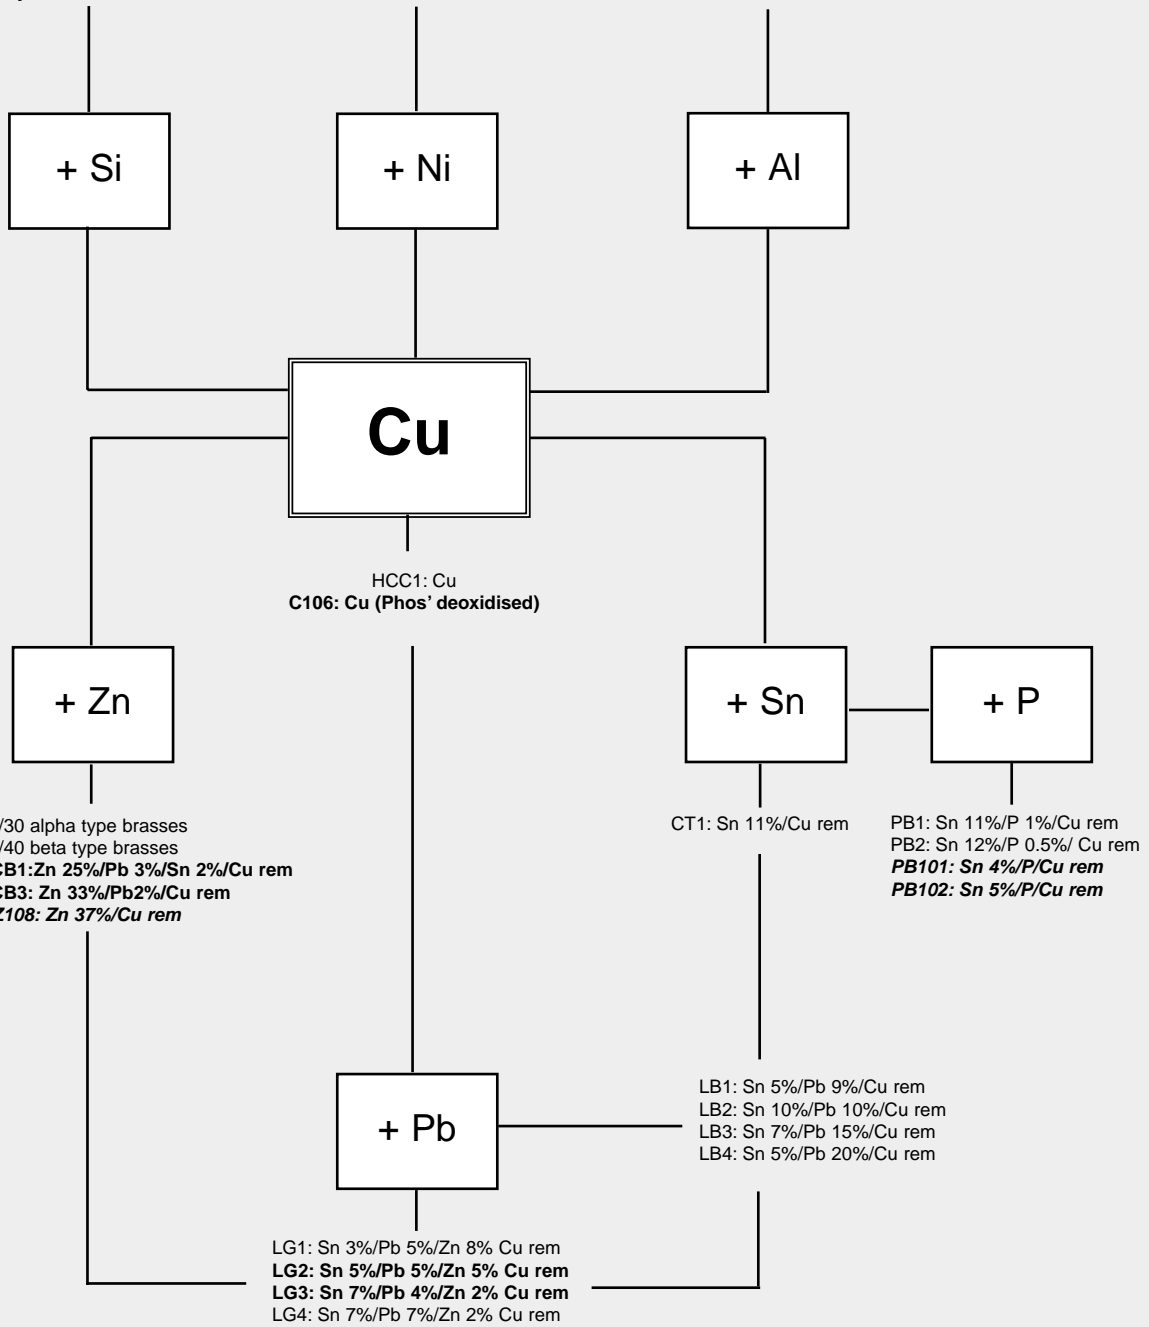 + Si
+ Ni
+ Al
Cu
HCC1: Cu
C106: Cu (Phos’ deoxidised)
+ Zn
+ Sn
+ P
/30 alpha type brasses
/40 beta type brasses
CB1:Zn 25%/Pb 3%/Sn 2%/Cu rem
CB3: Zn 33%/Pb2%/Cu rem
Z108: Zn 37%/Cu rem
CT1: Sn 11%/Cu rem
PB1: Sn 11%/P 1%/Cu rem
PB2: Sn 12%/P 0.5%/ Cu rem
PB101: Sn 4%/P/Cu rem
PB102: Sn 5%/P/Cu rem
+ Pb
LB1: Sn 5%/Pb 9%/Cu rem
LB2: Sn 10%/Pb 10%/Cu rem
LB3: Sn 7%/Pb 15%/Cu rem
LB4: Sn 5%/Pb 20%/Cu rem
LG1: Sn 3%/Pb 5%/Zn 8% Cu rem
LG2: Sn 5%/Pb 5%/Zn 5% Cu rem
LG3: Sn 7%/Pb 4%/Zn 2% Cu rem
LG4: Sn 7%/Pb 7%/Zn 2% Cu rem